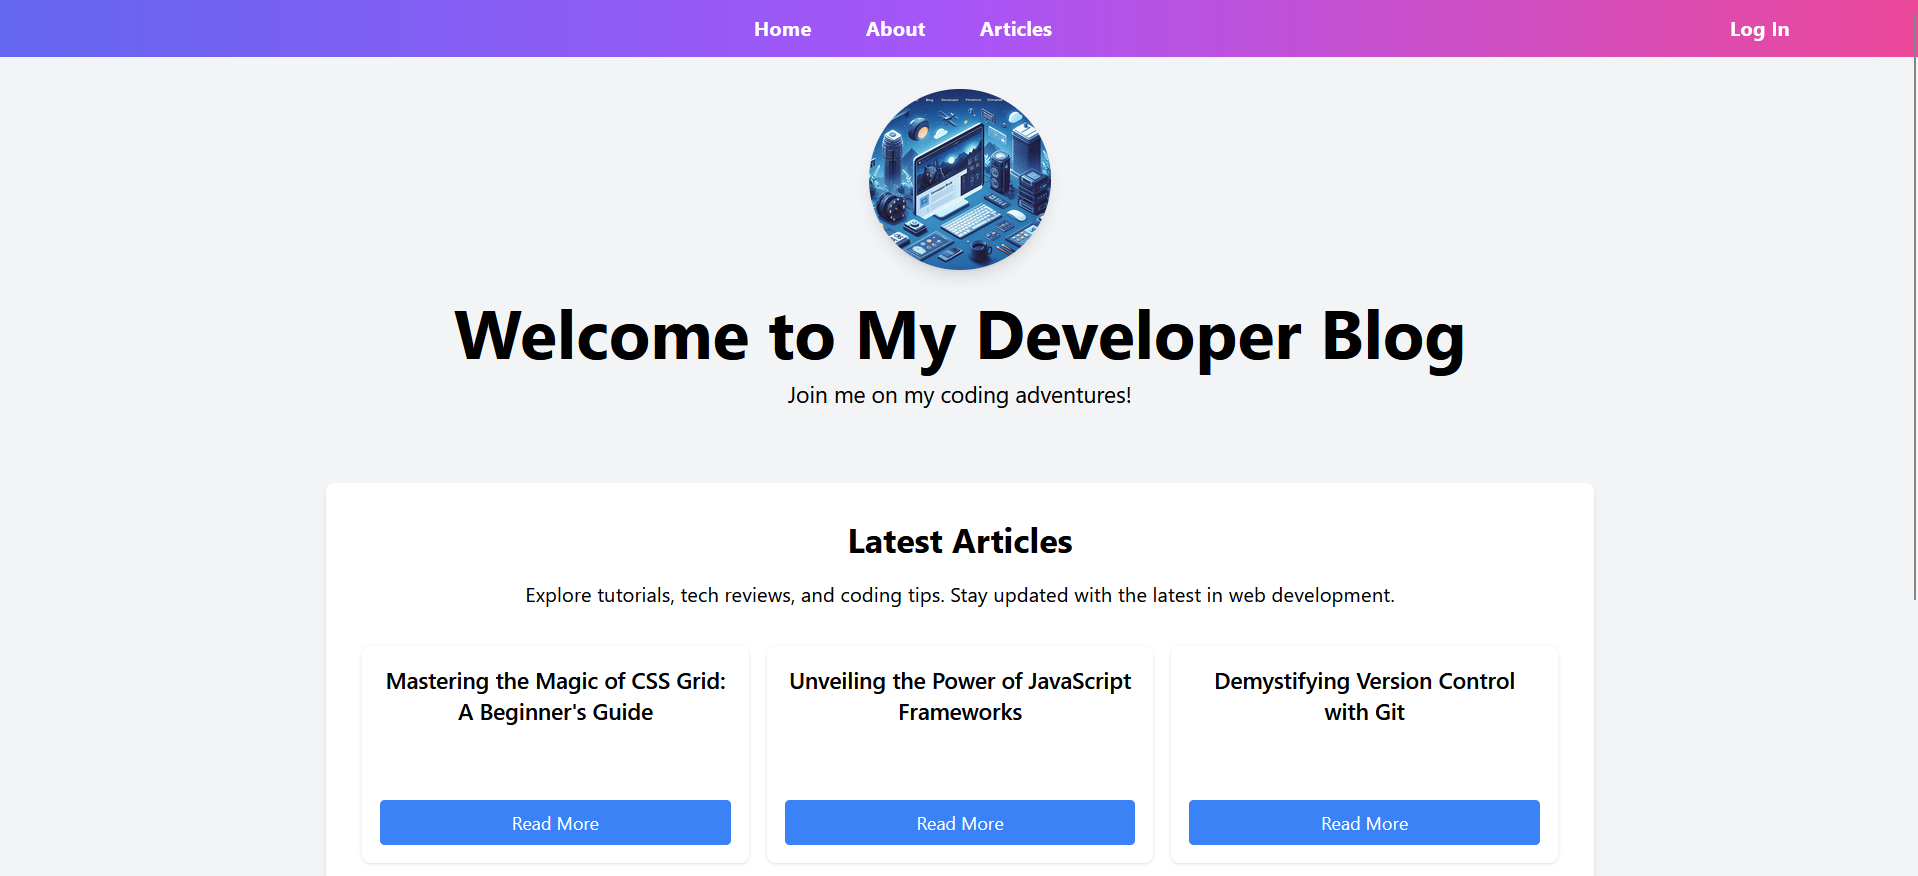 Home About Articles Log In
Blog Developer
Welcome to My Developer Blog
Join me on my coding adventures!
Latest Articles
Explore tutorials, tech reviews, and coding tips. Stay updated with the latest in web development.
Mastering the Magic of CSS Grid:
A Beginner's Guide
Read More
Unveiling the Power of JavaScript
Frameworks
Read More
Demystifying Version Control
with Git
Read More